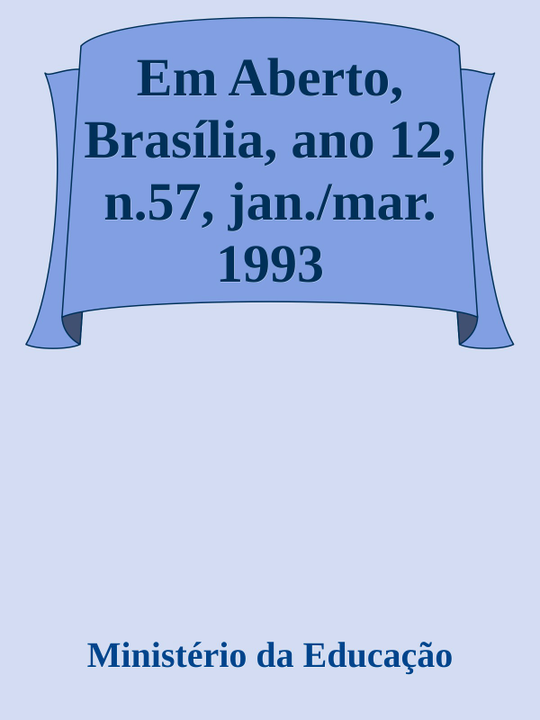 Em Aberto,
Brasília, ano 12,
n.57, jan./mar.
1993
Ministério da Educação